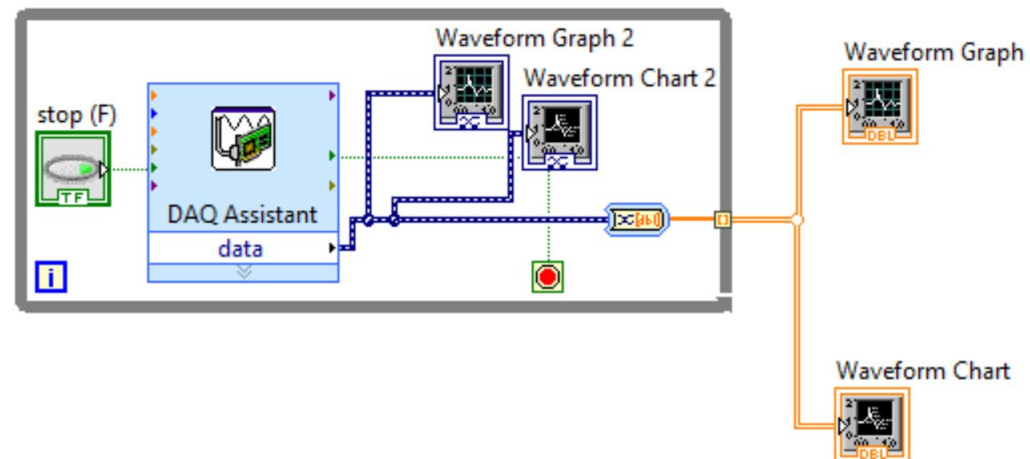 Waveform Graph 2
Waveform Graph
Waveform Chart 2
stop (F)
TF
DBL
DAQ Assistant
data
i
Waveform Chart
DBL